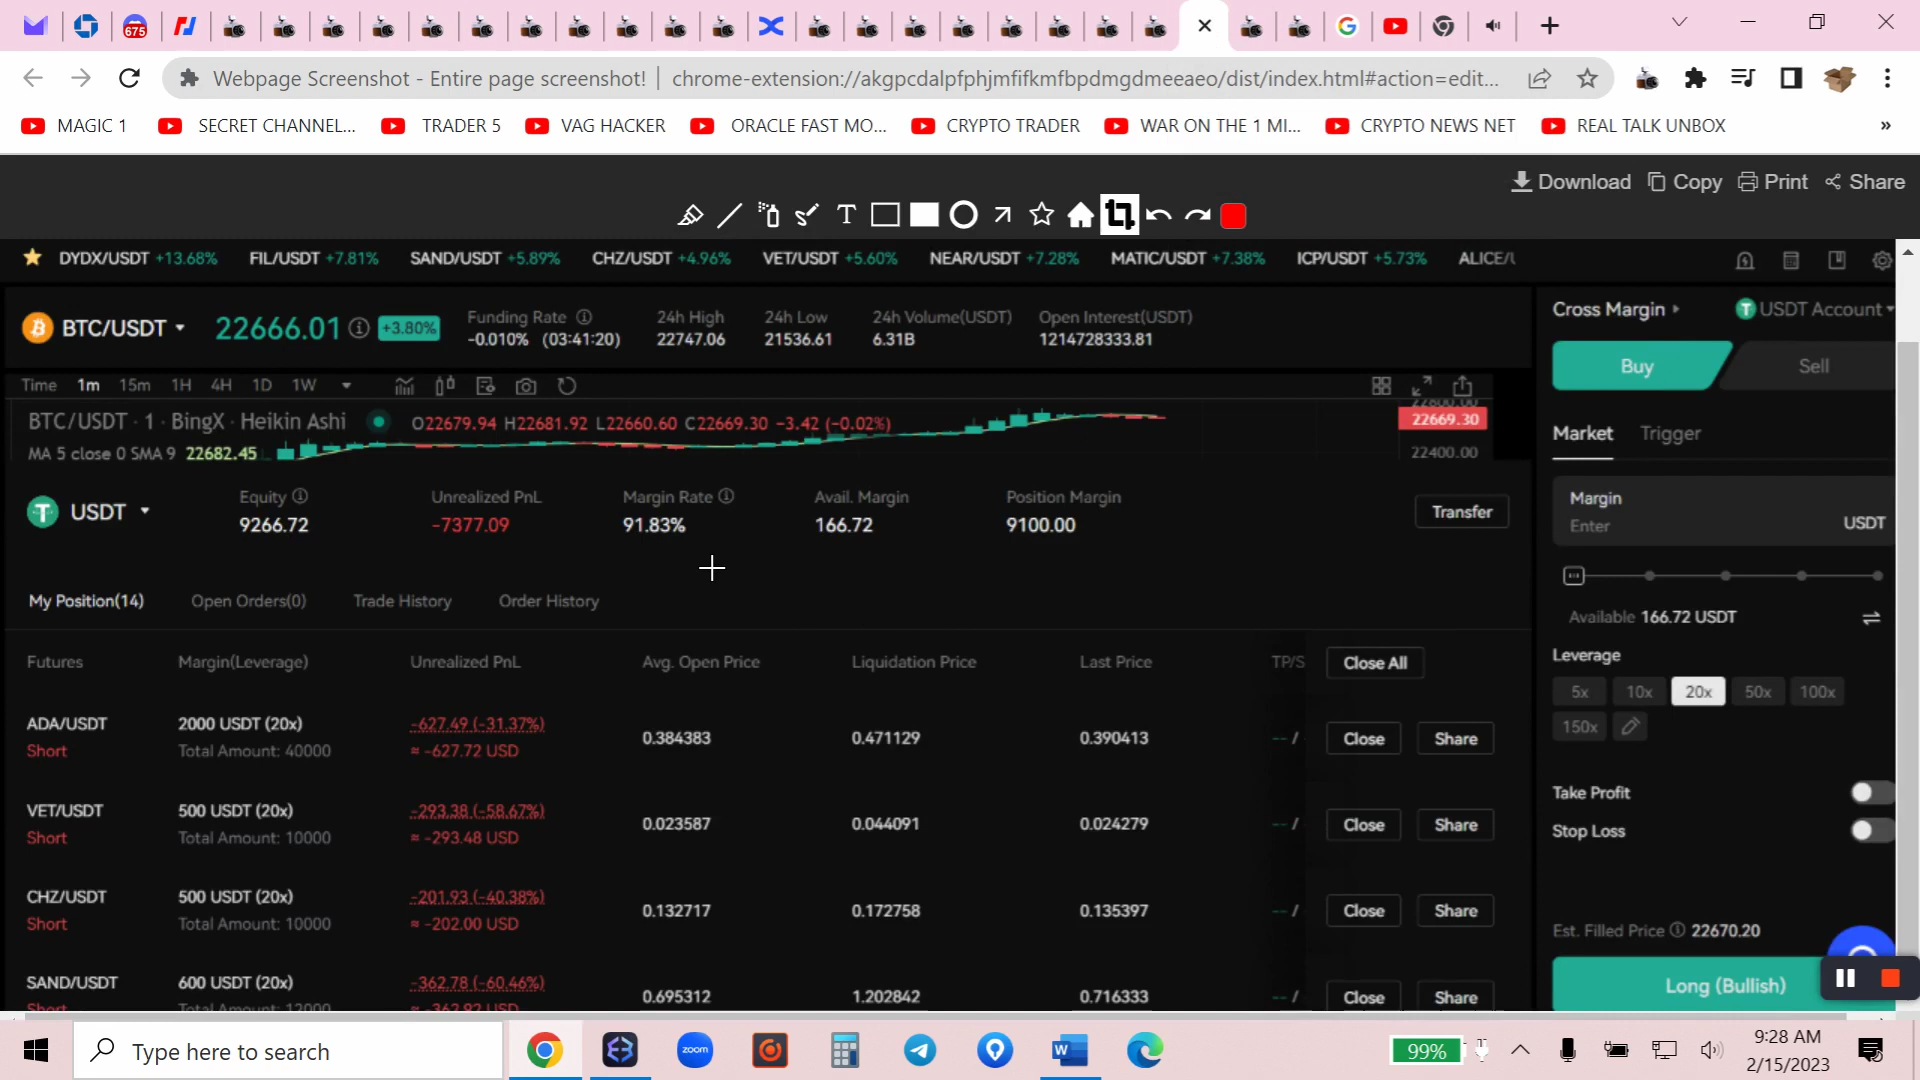 675
Webpage Screenshot - Entire page screenshot! | chrome-extension://akgpcdalpfphjmfifkmfbpdmgdmeeaeo/dist/index.html#action=edit...
MAGIC 1 SECRET CHANNEL... TRADER 5 VAG HACKER ORACLE FAST MO... CRYPTO TRADER WAR ON THE 1 MI... CRYPTO NEWS NET REAL TALK UNBOX »
Download Copy Print Share
T
DYDX/USDT +13.68% FIL/USDT +7.81% SAND/USDT +5.89% CHZ/USDT +4.96% VET/USDT +5.60% NEAR/USDT +7.28% MATIC/USDT +7.38% ICP/USDT +5.73% ALICE/U
Cross Margin USDT Account
Funding Rate 24h High 24h Low 24h Volume(USDT) Open Interest(USDT)
BTC/USDT 22666.01 +3.80%
-0.010% (03:41:20) 22747.06 21536.61 6.31B 1214728333.81
Buy Sell
Time 1m 15m 1H 4H 1D 1W
22800.00
BTC/USDT · 1 · BingX · Heikin Ashi O22679.94 H22681.92 L22660.60 C22669.30 -3.42 (-0.02%) 22669.30
Market Trigger
MA 5 close 0 SMA 9 22682.45 22400.00
Equity Unrealized PnL Margin Rate Avail. Margin Position Margin
USDT Transfer
9266.72 -7377.09 91.83% 166.72 9100.00
Margin
Enter USDT
My Position(14) Open Orders(0) Trade History Order History
Available 166.72 USDT
Futures Margin(Leverage) Unrealized PnL Avg. Open Price Liquidation Price Last Price TP/S Close All
Leverage
5x 10x 20x 50x 100x
150x
ADA/USDT 2000 USDT (20x) -627.49 (-31.37%) 0.384383 0.471129 0.390413 -- / Close Share
Short Total Amount: 40000 ≈ -627.72 USD
Take Profit
Stop Loss
VET/USDT 500 USDT (20x) -293.38 (-58.67%) 0.023587 0.044091 0.024279 -- / Close Share
Short Total Amount: 10000 ≈ -293.48 USD
CHZ/USDT 500 USDT (20x) -201.93 (-40.38%) 0.132717 0.172758 0.135397 -- / Close Share
Short Total Amount: 10000 ≈ -202.00 USD
Est. Filled Price 22670.20
Long (Bullish)
SAND/USDT 600 USDT (20x) -362.78 (-60.46%) 0.695312 1.202842 0.716333 -- / Close Share
Short Total Amount: 12000 ≈ -362.92 USD
Type here to search
zoom
W
99%
9:28 AM
2/15/2023